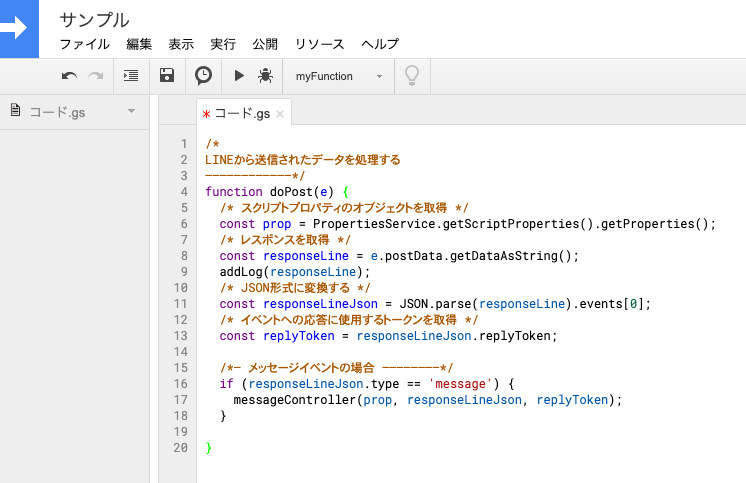 サンプル
ファイル 編集 表示 実行 公開 リソース ヘルプ
myFunction
コード.gs
* コード.gs ×
1 /*
2 LINEから送信されたデータを処理する
3 ------------*/
4 function doPost(e) {
5 /* スクリプトプロパティのオブジェクトを取得 */
6 const prop = PropertiesService.getScriptProperties().getProperties();
7 /* レスポンスを取得 */
8 const responseLine = e.postData.getDataAsString();
9 addLog(responseLine);
10 /* JSON形式に変換する */
11 const responseLineJson = JSON.parse(responseLine).events[0];
12 /* イベントへの応答に使用するトークンを取得 */
13 const replyToken = responseLineJson.replyToken;
14
15 /*- メッセージイベントの場合 --------*/
16 if (responseLineJson.type == 'message') {
17 messageController(prop, responseLineJson, replyToken);
18 }
19
20 }